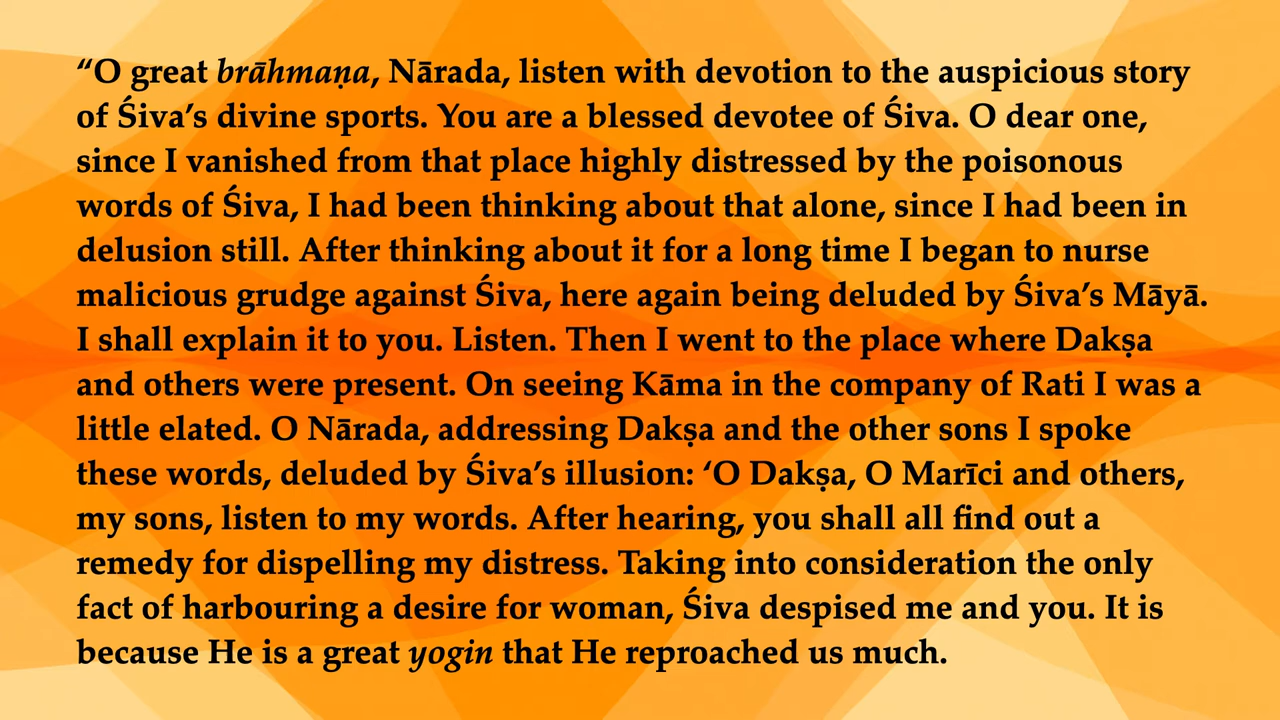 “O great brāhmaṇa, Nārada, listen with devotion to the auspicious story
of Śiva’s divine sports. You are a blessed devotee of Śiva. O dear one,
since I vanished from that place highly distressed by the poisonous
words of Śiva, I had been thinking about that alone, since I had been in
delusion still. After thinking about it for a long time I began to nurse
malicious grudge against Śiva, here again being deluded by Śiva’s Māyā.
I shall explain it to you. Listen. Then I went to the place where Dakṣa
and others were present. On seeing Kāma in the company of Rati I was a
little elated. O Nārada, addressing Dakṣa and the other sons I spoke
these words, deluded by Śiva’s illusion: ‘O Dakṣa, O Marīci and others,
my sons, listen to my words. After hearing, you shall all find out a
remedy for dispelling my distress. Taking into consideration the only
fact of harbouring a desire for woman, Śiva despised me and you. It is
because He is a great yogin that He reproached us much.